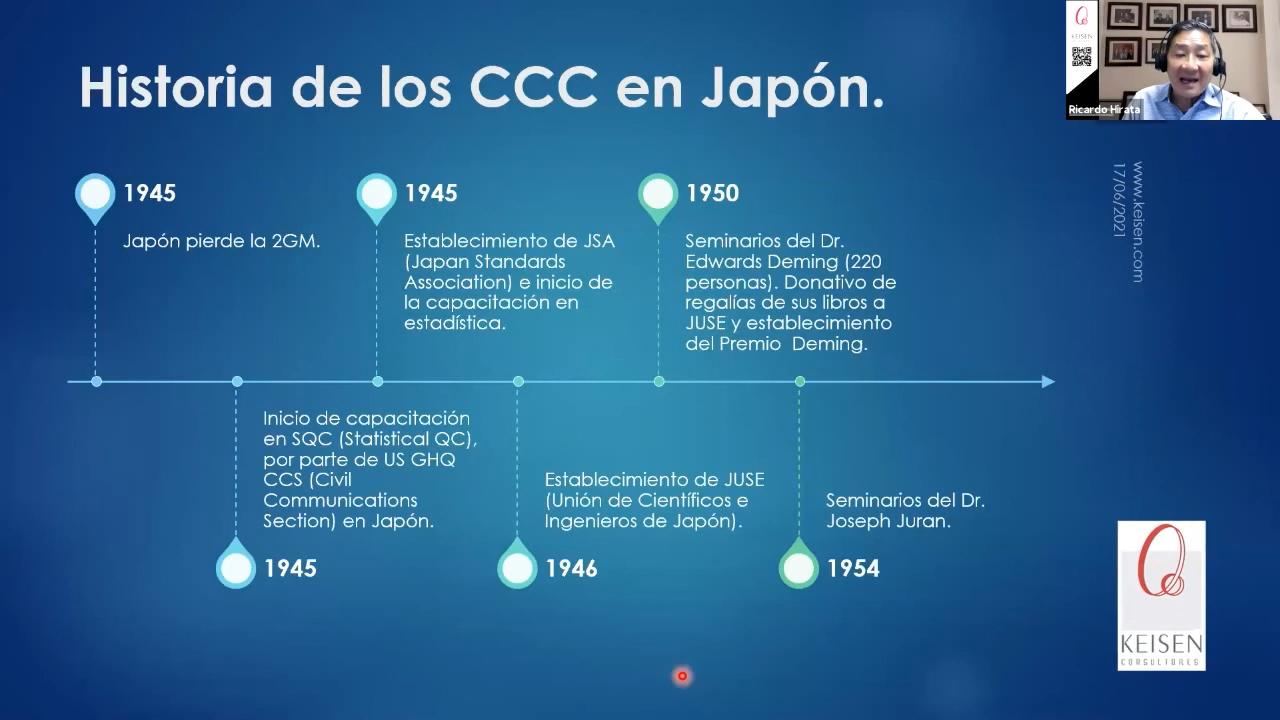 Historia de los CCC en Japón.
KEISEN
Ricardo Hirata
www.keisen.com
17/06/2021
1945
Japón pierde la 2GM.
Inicio de capacitación
en SQC (Statistical QC),
por parte de US GHQ
CCS (Civil
Communications
Section) en Japón.
1945
1945
Establecimiento de JSA
(Japan Standards
Association) e inicio de
la capacitación en
estadística.
Establecimiento de JUSE
(Unión de Científicos e
Ingenieros de Japón).
1946
1950
Seminarios del Dr.
Edwards Deming (220
personas). Donativo de
regalías de sus libros a
JUSE y establecimiento
del Premio  Deming.
Seminarios del Dr.
Joseph Juran.
1954
KEISEN
CONSULTORES